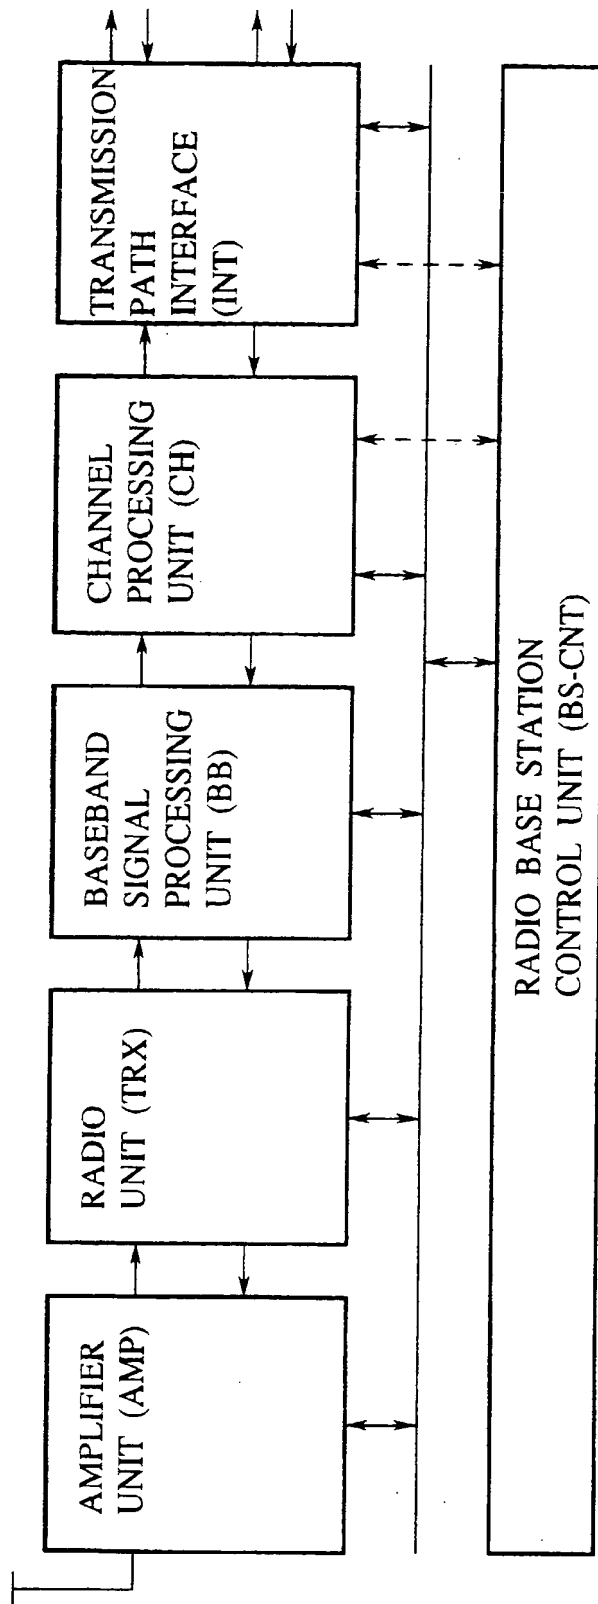 AMPLIFIER
UNIT (AMP)
RADIO
UNIT (TRX)
BASEBAND
SIGNAL
PROCESSING
UNIT (BB)
CHANNEL
PROCESSING
UNIT (CH)
TRANSMISSION
PATH
INTERFACE
(INT)
RADIO BASE STATION
CONTROL UNIT (BS-CNT)